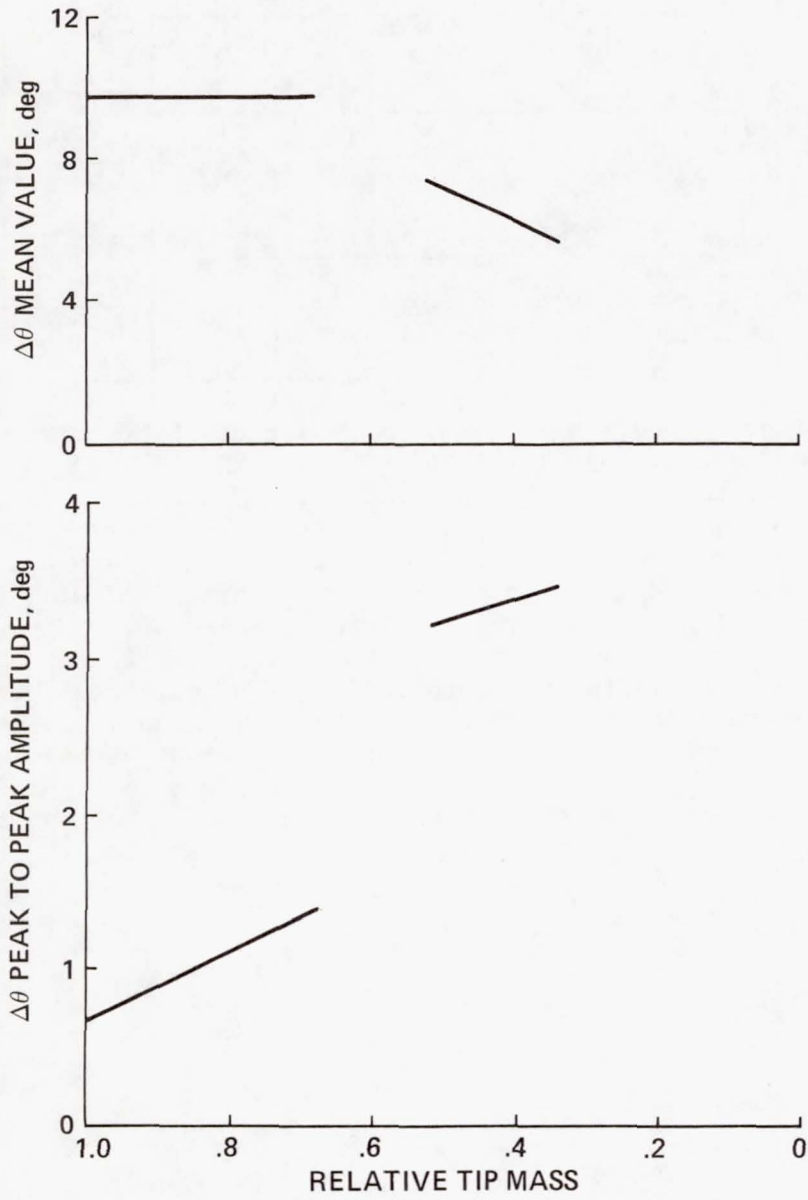 12
8
4
0
Δθ MEAN VALUE, deg
4
3
2
1
0
Δθ PEAK TO PEAK AMPLITUDE, deg
1.0 .8 .6 .4 .2 0
RELATIVE TIP MASS